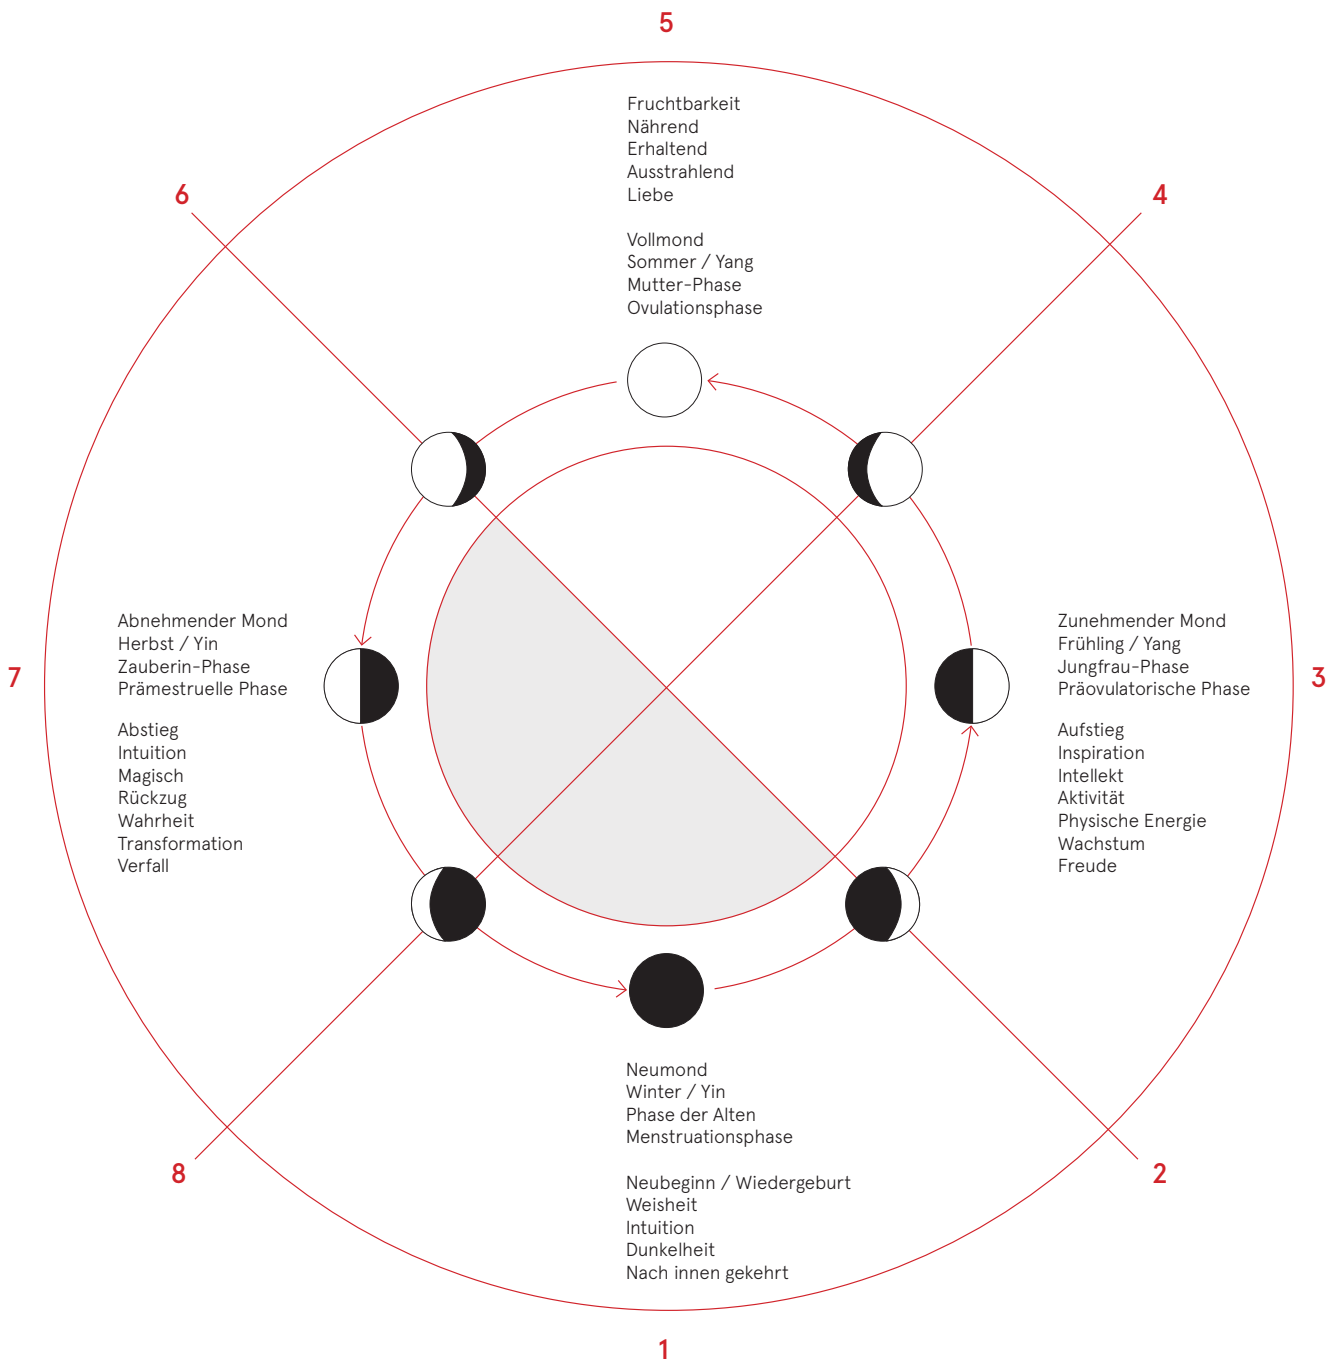 5
Fruchtbarkeit
Nährend
Erhaltend
Ausstrahlend
Liebe
Vollmond
Sommer / Yang
Mutter-Phase
Ovulationsphase
6
4
Abnehmender Mond
Herbst / Yin
Zauberin-Phase
Prämestruelle Phase
Abstieg
Intuition
Magisch
Rückzug
Wahrheit
Transformation
Verfall
7
Zunehmender Mond
Frühling / Yang
Jungfrau-Phase
Präovulatorische Phase
Aufstieg
Inspiration
Intellekt
Aktivität
Physische Energie
Wachstum
Freude
3
Neumond
Winter / Yin
Phase der Alten
Menstruationsphase
Neubeginn / Wiedergeburt
Weisheit
Intuition
Dunkelheit
Nach innen gekehrt
8
2
1